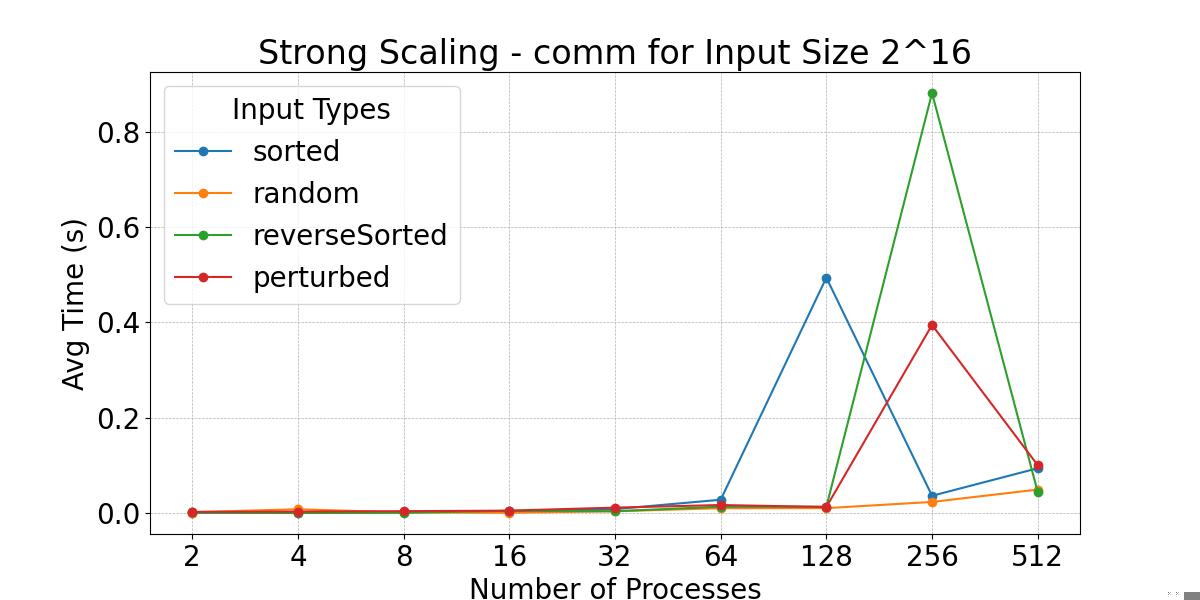 Strong Scaling - comm for Input Size 2^16
Input Types
sorted
random
reverseSorted
perturbed
Avg Time (s)
0.8
0.6
0.4
0.2
0.0
2 4 8 16 32 64 128 256 512
Number of Processes